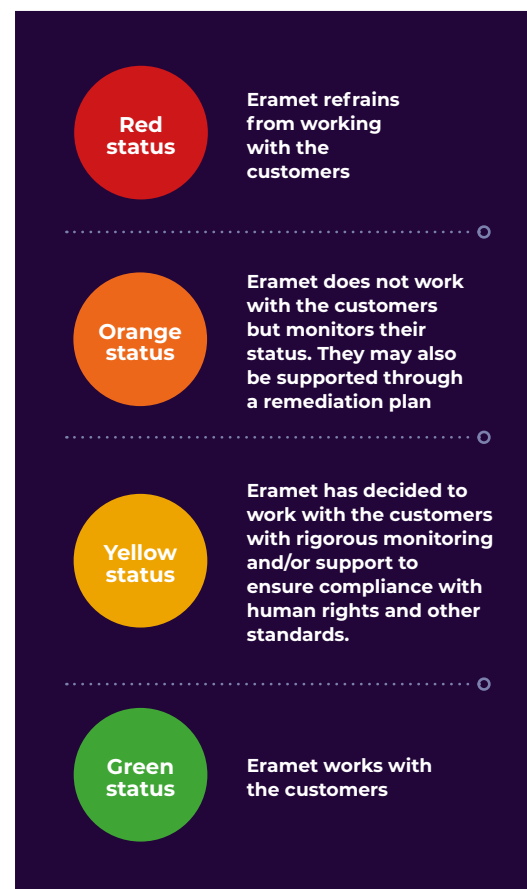 Red
status
Eramet refrains
from working
with the
customers
Orange
status
Eramet does not work
with the customers
but monitors their
status. They may also
be supported through
a remediation plan
Yellow
status
Eramet has decided to
work with the customers
with rigorous monitoring
and/or support to
ensure compliance with
human rights and other
standards.
Green
status
Eramet works with
the customers